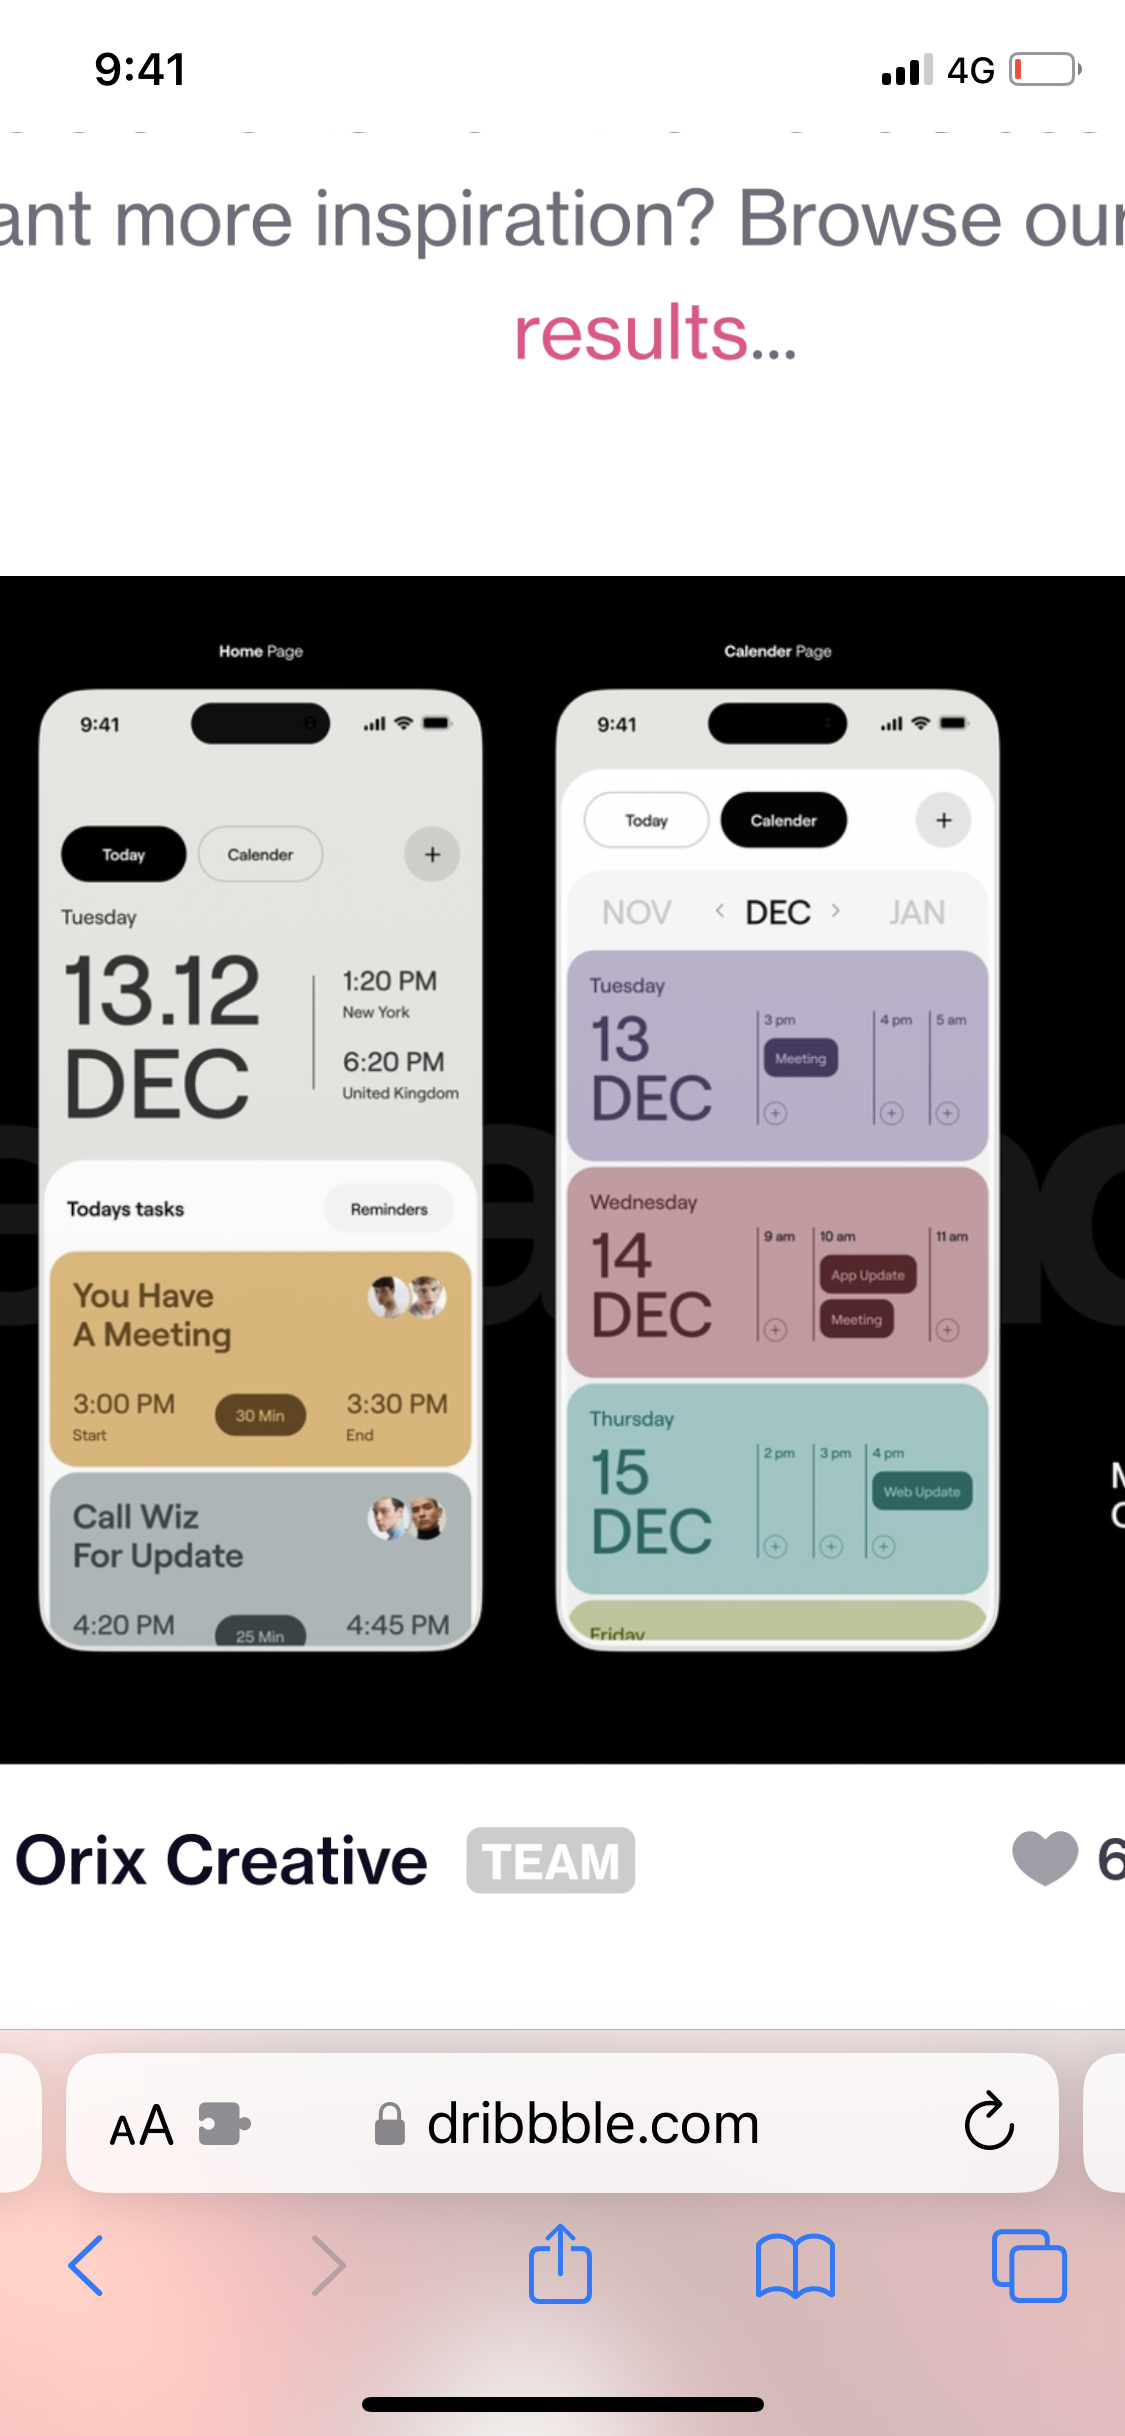 9:41
4G
ant more inspiration? Browse our
results...
Home Page
Calender Page
9:41
Today
Calender
+
Tuesday
13.12
DEC
1:20 PM
New York
6:20 PM
United Kingdom
Todays tasks
Reminders
You Have
A Meeting
3:00 PM
Start
30 Min
3:30 PM
End
Call Wiz
For Update
4:20 PM
25 Min
4:45 PM
9:41
Today
Calender
+
NOV
< DEC >
JAN
Tuesday
13
DEC
3 pm
4 pm
5 am
Meeting
Wednesday
14
DEC
9 am
10 am
11 am
App Update
Meeting
Thursday
15
DEC
2 pm
3 pm
4 pm
Web Update
Friday
Orix Creative
TEAM
6
AA
dribbble.com